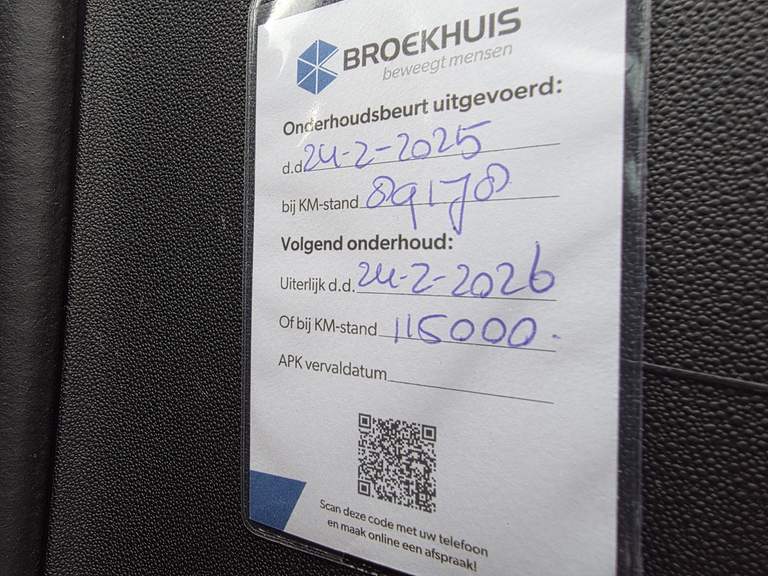 BROEKHUIS
beweegt mensen
Onderhoudsbeurt uitgevoerd:
d.d. 24-2-2025
bij KM-stand 89178
Volgend onderhoud:
Uiterlijk d.d. 24-2-2026
Of bij KM-stand 115000.
APK vervaldatum
Scan deze code met uw telefoon
en maak online een afspraak!